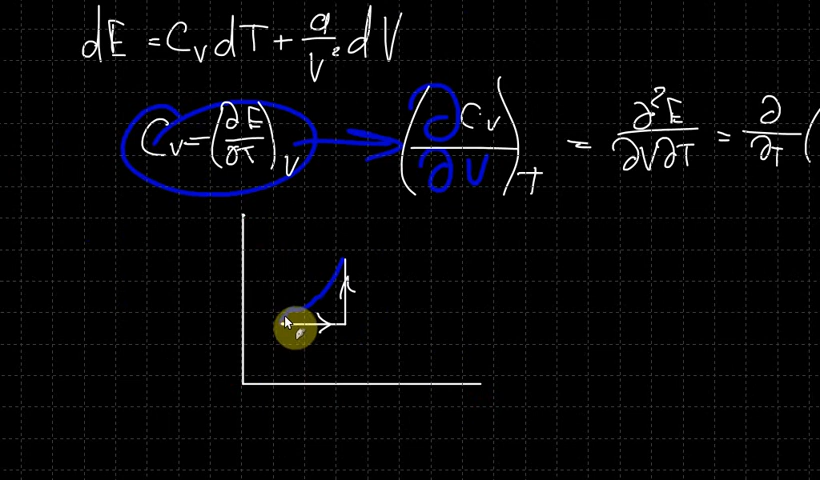 dE = C_V dT + a/V² dV
C_V = (∂E/∂T)_V → (∂C_V/∂V)_T = ∂²E/∂V∂T = ∂/∂T (